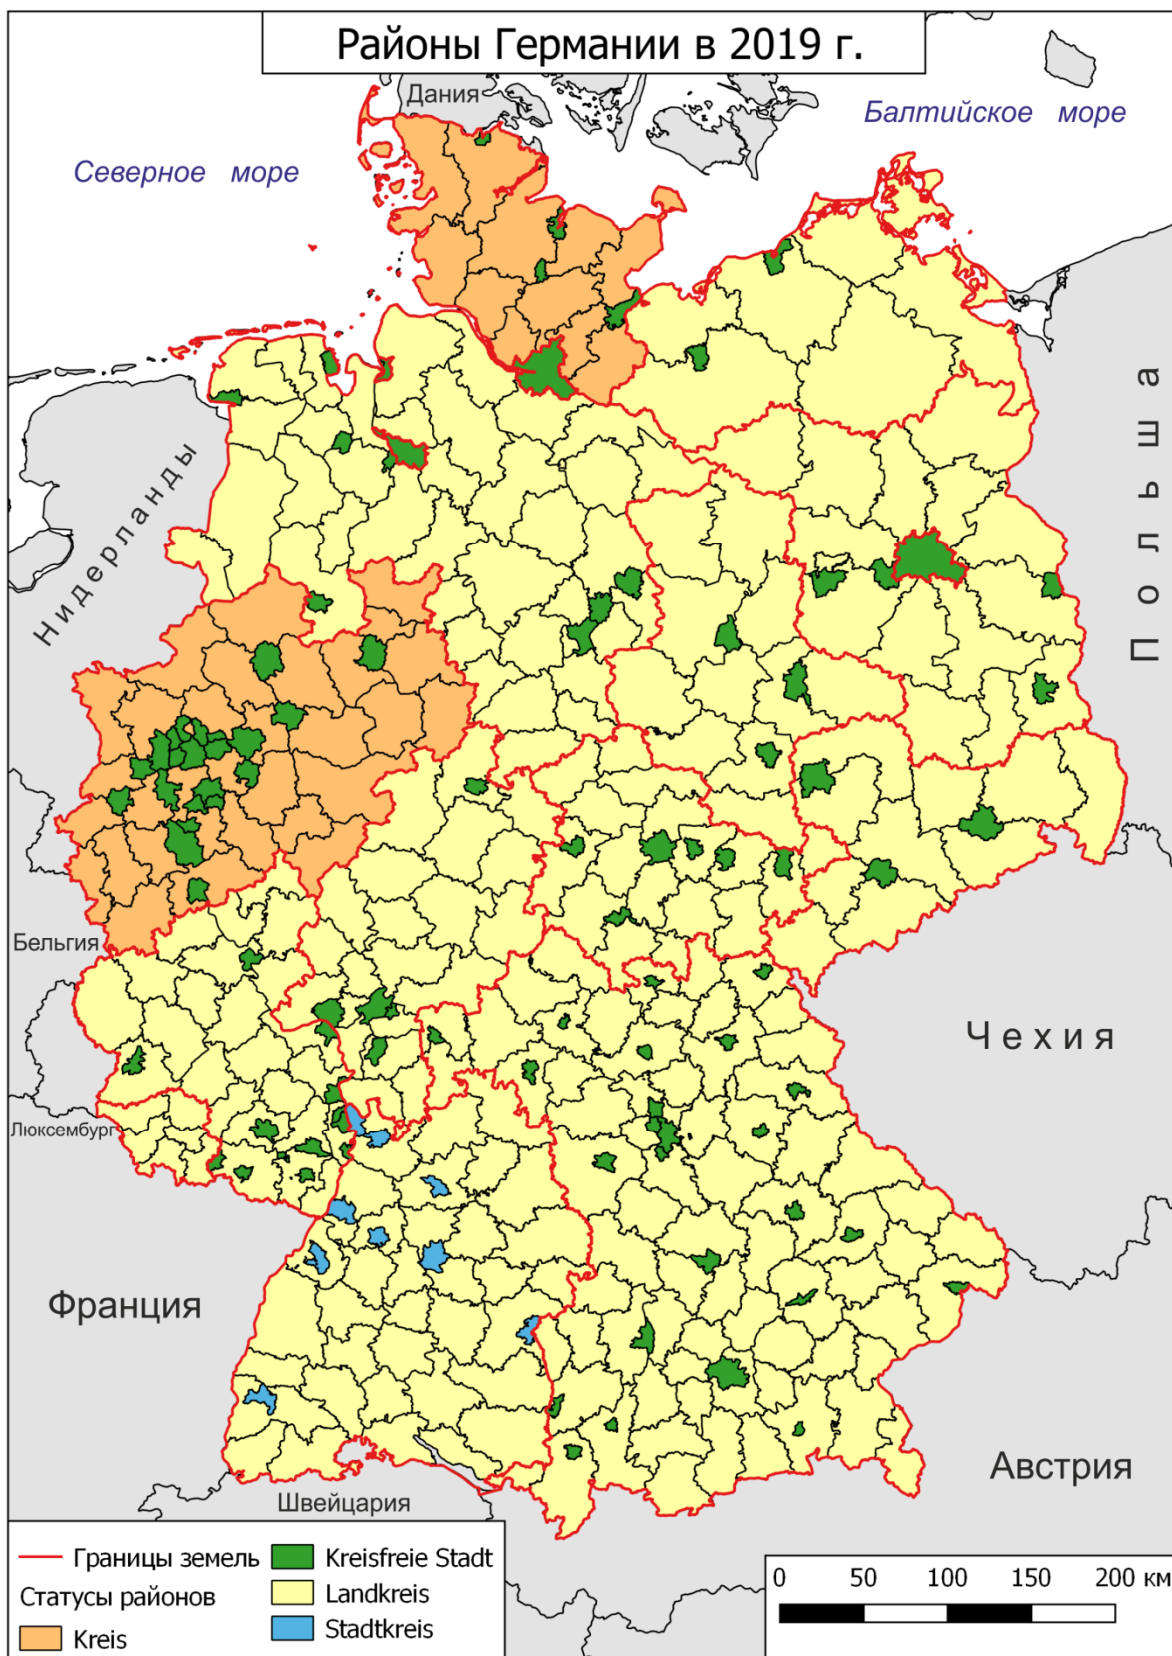 Районы Германии в 2019 г.
Дания
Балтийское море
Северное море
Нидерланды
Польша
Бельгия
Чехия
Люксембург
Франция
Австрия
Швейцария
Границы земель
Статусы районов
Kreis
Kreisfreie Stadt
Landkreis
Stadtkreis
0 50 100 150 200 км